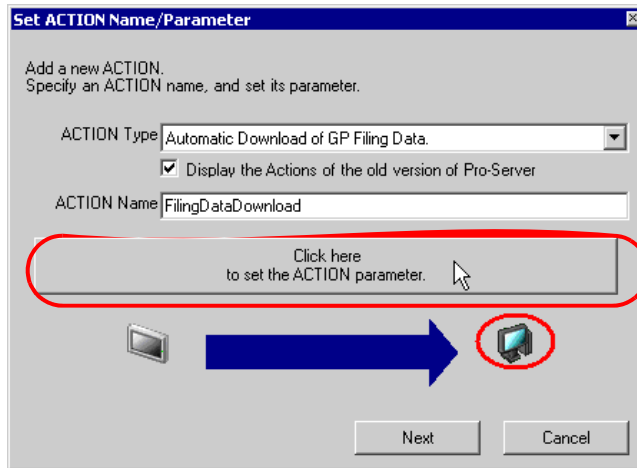 Set ACTION Name/Parameter
Add a new ACTION.
Specify an ACTION name, and set its parameter.
ACTION Type Automatic Download of GP Filing Data.
Display the Actions of the old version of Pro-Server
ACTION Name FilingDataDownload
Click here
to set the ACTION parameter.
Next Cancel